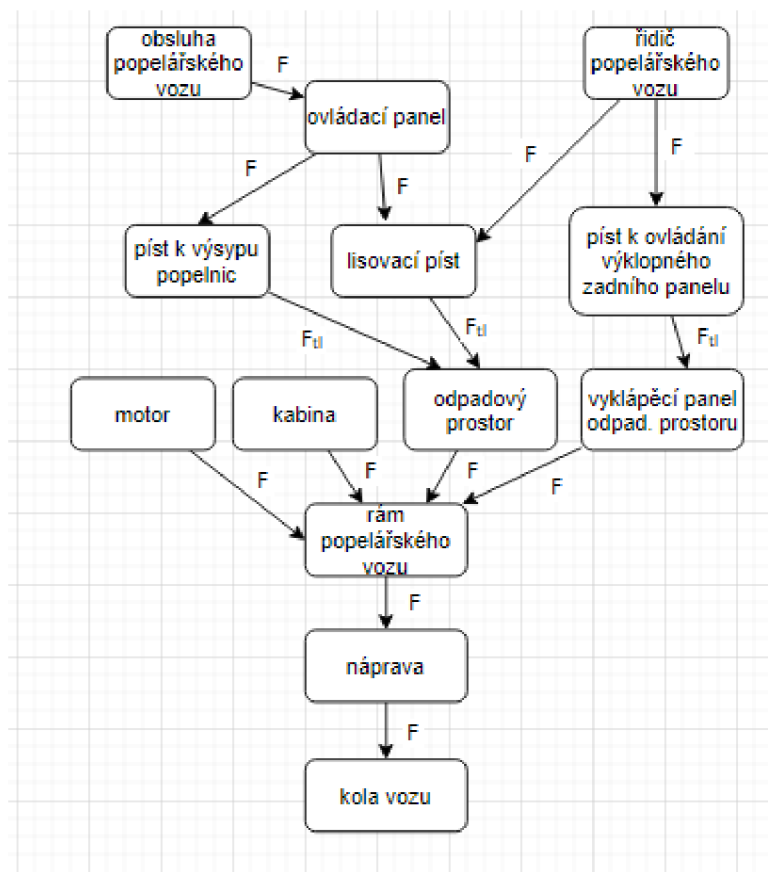 obsluha
popelářského
vozu
F
řidič
popelářského
vozu
ovládací panel
F
F
F
F
píst k výsypu
popelnic
lisovací píst
píst k ovládání
výklopného
zadního panelu
Ftl
Ftl
Ftl
motor
kabina
odpadový
prostor
vyklápěcí panel
odpad. prostoru
F
F
F
F
rám
popelářského
vozu
F
náprava
F
kola vozu